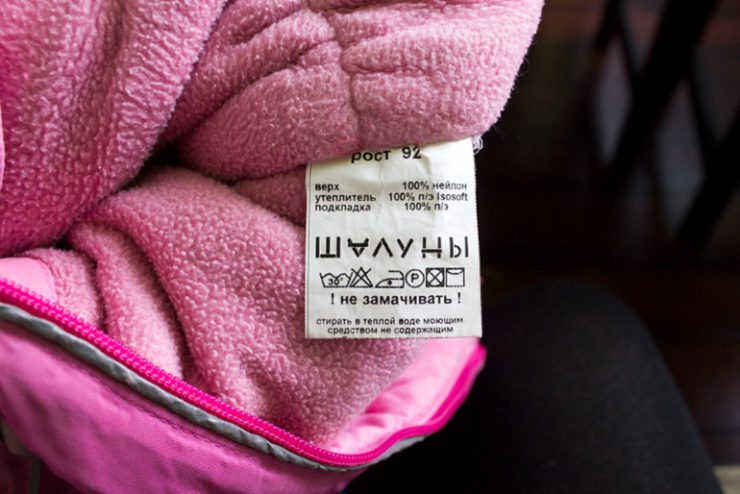 рост 92
верх 100% нейлон
утеплитель 100% п/э Isosoft
подкладка 100% п/э
ШАЛУНЫ
30° P
! не замачивать !
стирать в теплой воде моющим
средством не содержащим